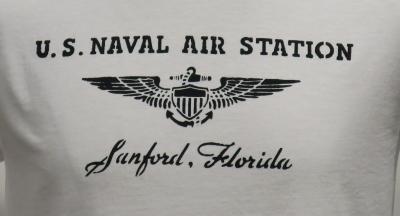 U.S. NAVAL AIR STATION
Sanford, Florida